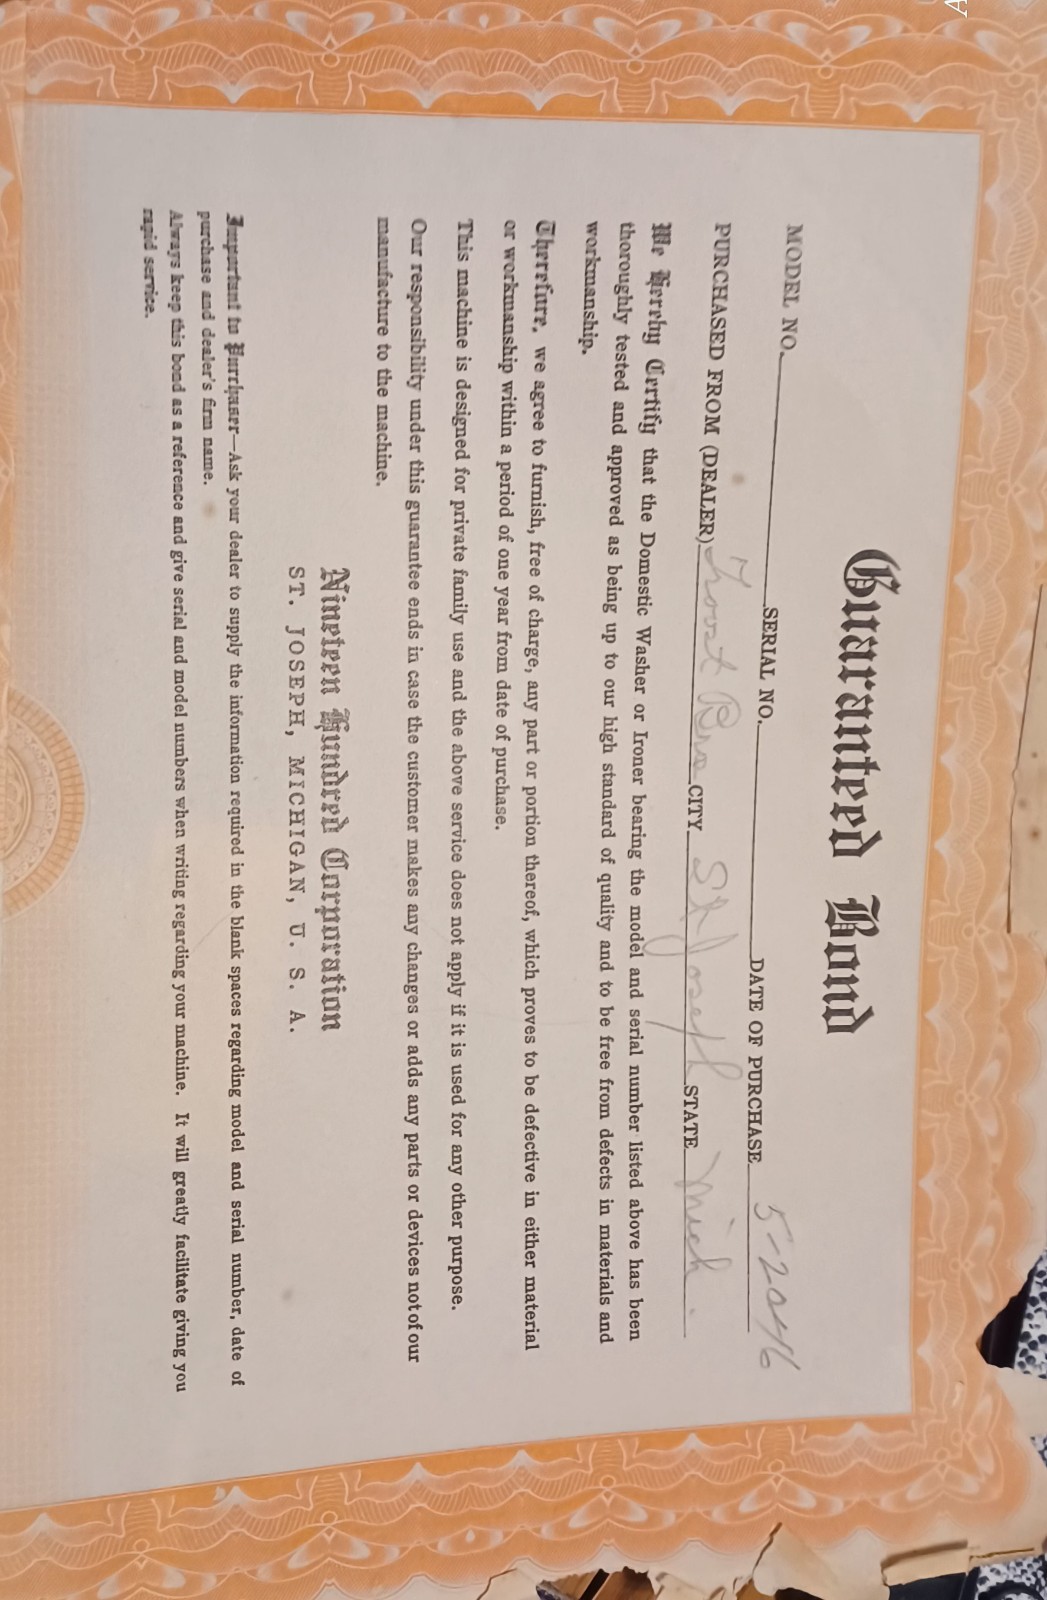 Guaranteed Bond
MODEL NO. SERIAL NO. DATE OF PURCHASE 5-20-46
PURCHASED FROM (DEALER) Troost Bros CITY St Joseph STATE Mich.
We Hereby Certify that the Domestic Washer or Ironer bearing the model and serial number listed above has been
thoroughly tested and approved as being up to our high standard of quality and to be free from defects in materials and
workmanship.
Therefore, we agree to furnish, free of charge, any part or portion thereof, which proves to be defective in either material
or workmanship within a period of one year from date of purchase.
This machine is designed for private family use and the above service does not apply if it is used for any other purpose.
Our responsibility under this guarantee ends in case the customer makes any changes or adds any parts or devices not of our
manufacture to the machine.
Nineteen Hundred Corporation
ST. JOSEPH, MICHIGAN, U. S. A.
Important to Purchaser—Ask your dealer to supply the information required in the blank spaces regarding model and serial number, date of
purchase and dealer's firm name.
Always keep this bond as a reference and give serial and model numbers when writing regarding your machine. It will greatly facilitate giving you
rapid service.